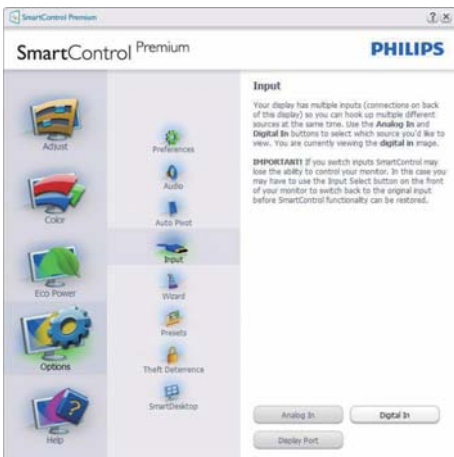 SmartControl Premium
SmartControl Premium
PHILIPS
Adjust
Color
Eco Power
Options
Help
Preferences
Audio
Auto Pivot
Input
Wizard
Presets
Theft Deterrence
SmartDesktop
Input
Your display has multiple inputs (connections on back
of this display) so you can hook up multiple different
sources at the same time. Use the Analog In and
Digital In buttons to select which source you'd like to
view. You are currently viewing the digital in image.
IMPORTANT! If you switch inputs SmartControl may
lose the ability to control your monitor. In this case you
may have to use the Input Select button on the front
of your monitor to switch back to the original input
before SmartControl functionality can be restored.
Analog In
Digital In
Display Port